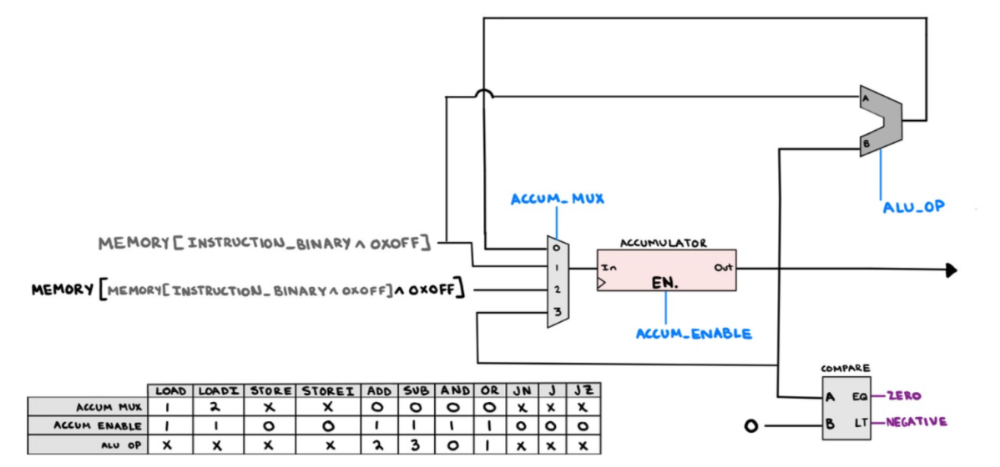 A
B
ACCUM_MUX
ALU_OP
MEMORY[INSTRUCTION_BINARY ∧ 0XOFF]
0
ACCUMULATOR
1
In
Out
MEMORY[MEMORY[INSTRUCTION_BINARY ∧ 0XOFF] ∧ 0XOFF]
2
EN.
3
ACCUM_ENABLE
COMPARE
LOAD LOADI STORE STOREI ADD SUB AND OR JN J JZ
A EQ ZERO
ACCUM MUX 1 2 X X 0 0 0 0 X X X
ACCUM ENABLE 1 1 0 0 1 1 1 1 0 0 0
0 B LT NEGATIVE
ALU OP X X X X 2 3 0 1 X X X